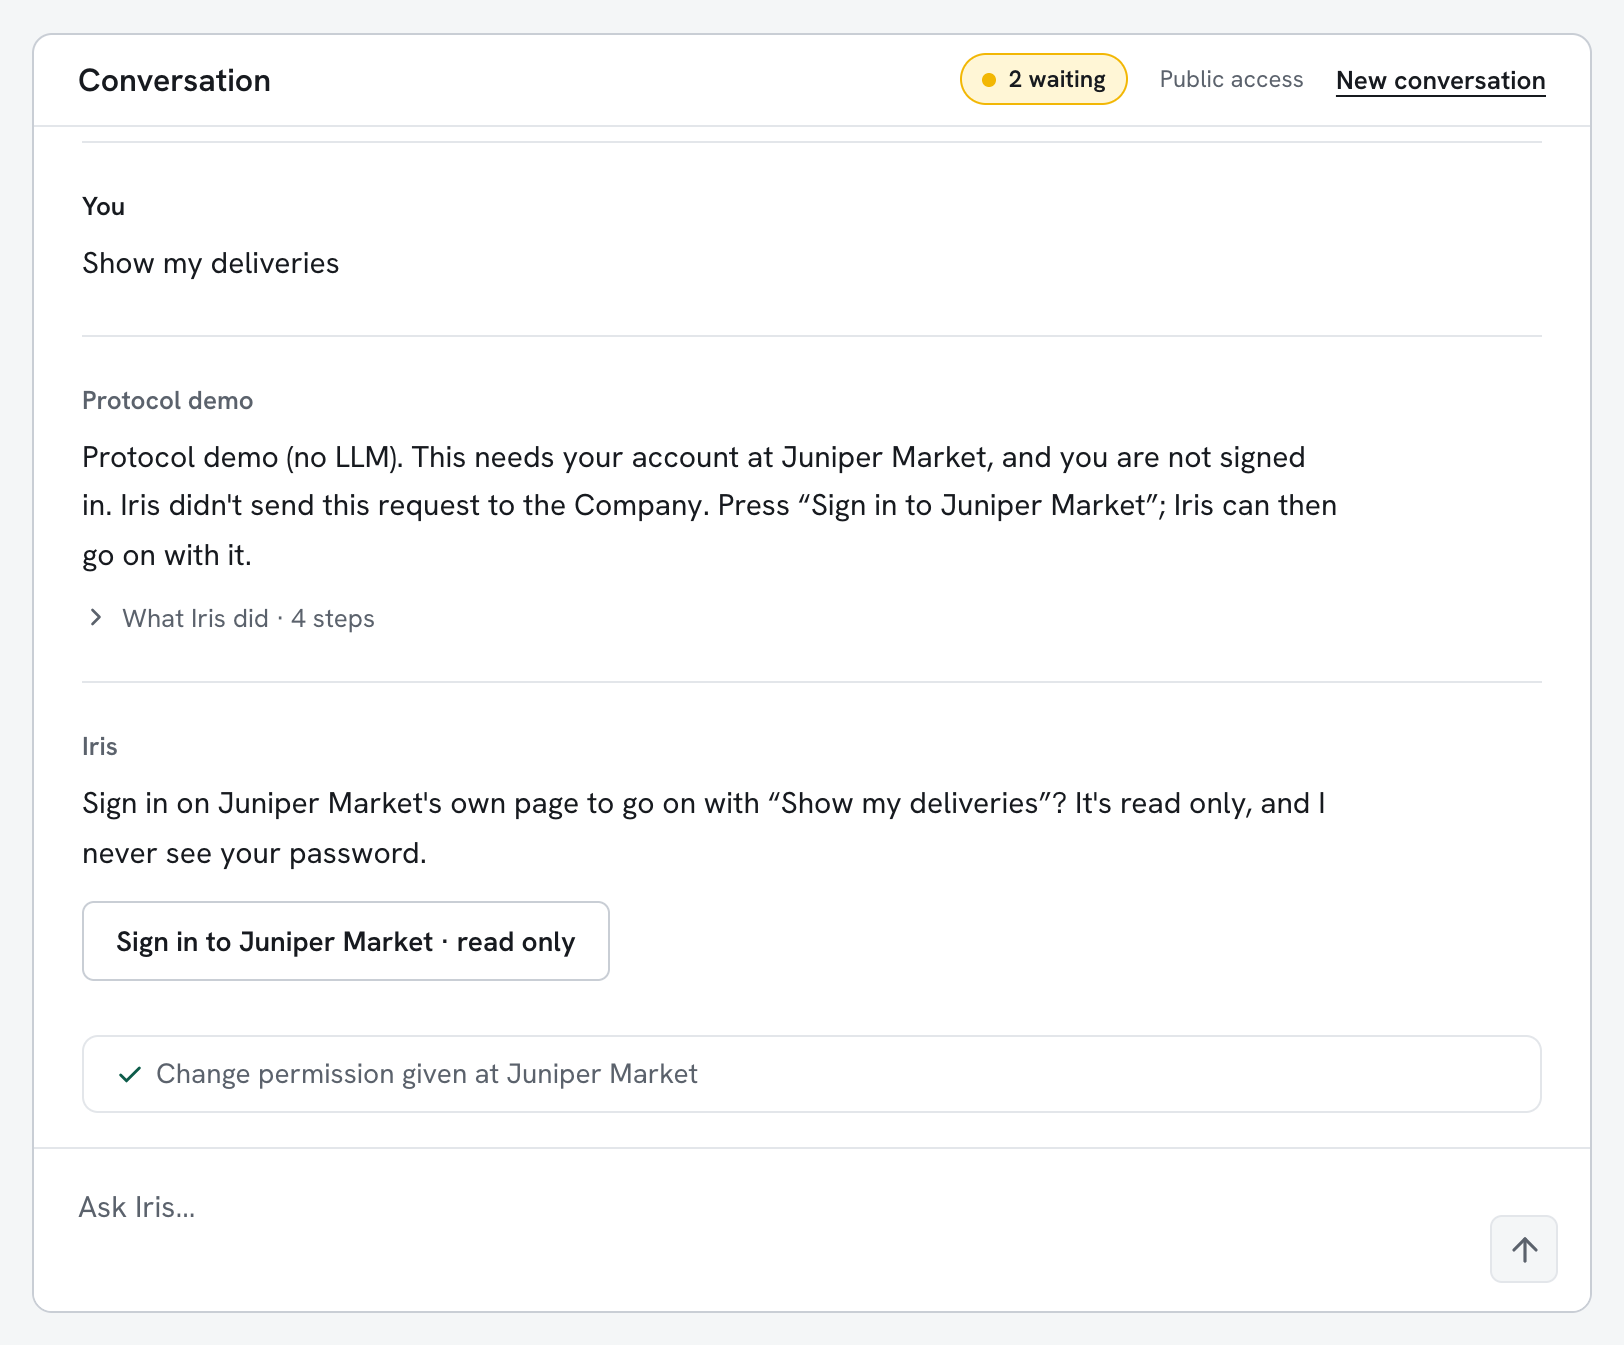 Conversation
2 waiting
Public access
New conversation
You
Show my deliveries
Protocol demo
Protocol demo (no LLM). This needs your account at Juniper Market, and you are not signed
in. Iris didn't send this request to the Company. Press “Sign in to Juniper Market”; Iris can then
go on with it.
What Iris did · 4 steps
Iris
Sign in on Juniper Market's own page to go on with “Show my deliveries”? It's read only, and I
never see your password.
Sign in to Juniper Market · read only
Change permission given at Juniper Market
Ask Iris...